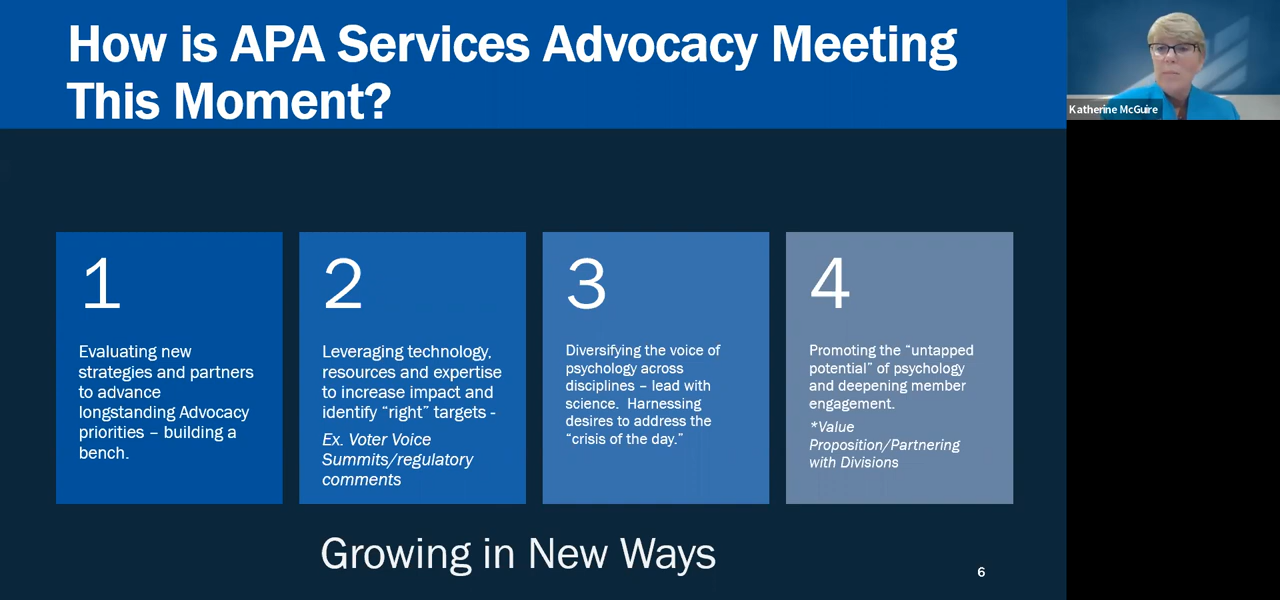 How is APA Services Advocacy Meeting
This Moment?
Katherine McGuire
1
Evaluating new
strategies and partners
to advance
longstanding Advocacy
priorities – building a
bench.
2
Leveraging technology,
resources and expertise
to increase impact and
identify “right” targets -
Ex. Voter Voice
Summits/regulatory
comments
3
Diversifying the voice of
psychology across
disciplines – lead with
science.  Harnessing
desires to address the
“crisis of the day.”
4
Promoting the “untapped
potential” of psychology
and deepening member
engagement.
*Value
Proposition/Partnering
with Divisions
Growing in New Ways
6